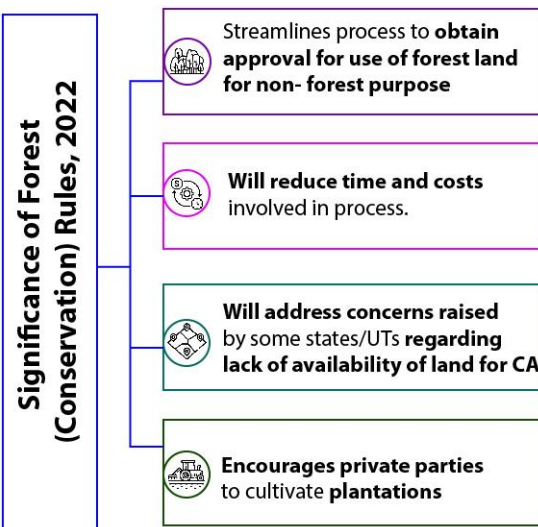 Significance of Forest
(Conservation) Rules, 2022
Streamlines process to obtain
approval for use of forest land
for non- forest purpose
Will reduce time and costs
involved in process.
Will address concerns raised
by some states/UTs regarding
lack of availability of land for CA
Encourages private parties
to cultivate plantations